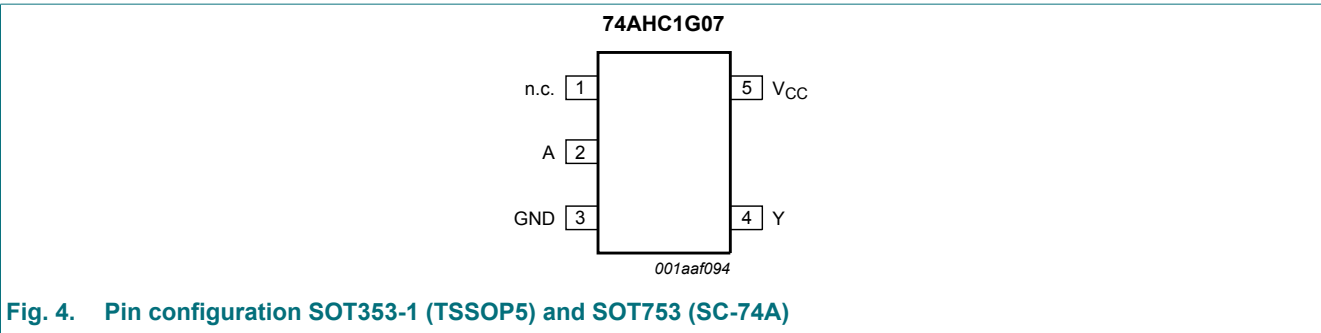 74AHC1G07
n.c. 1
5 VCC
A 2
GND 3
4 Y
001aaf094
Fig. 4. Pin configuration SOT353-1 (TSSOP5) and SOT753 (SC-74A)